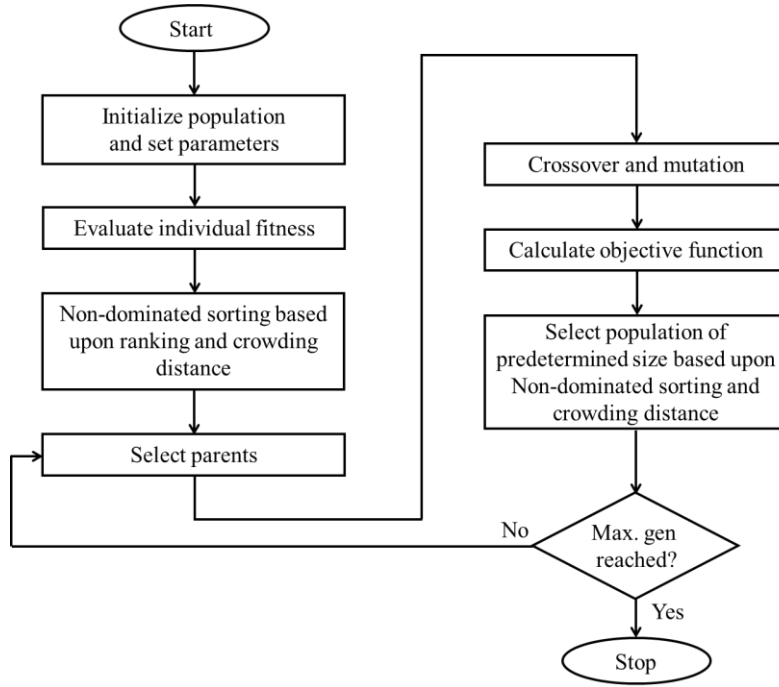 Start
Initialize population
and set parameters
Evaluate individual fitness
Non-dominated sorting based
upon ranking and crowding
distance
Select parents
Crossover and mutation
Calculate objective function
Select population of
predetermined size based upon
Non-dominated sorting and
crowding distance
No
Max. gen
reached?
Yes
Stop